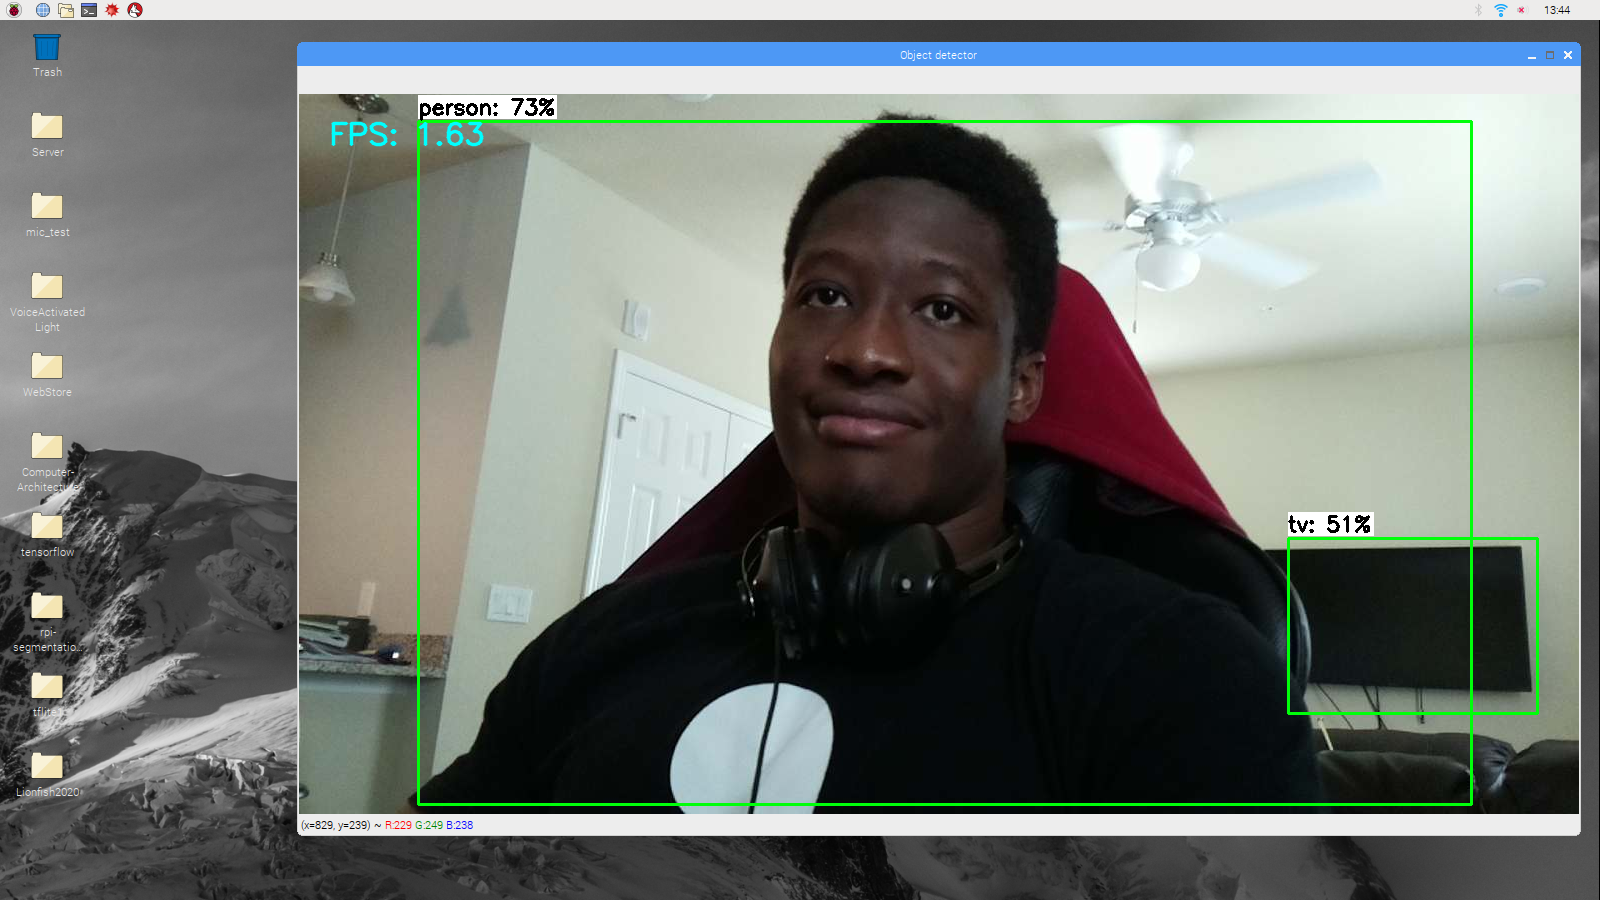 13:44
Trash
Server
mic_test
VoiceActivated
Light
WebStore
Computer-
Architecture
tensorflow
rpi-
segmentatio...
tflite
Lionfish2020
Object detector
person: 73%
FPS: 1.63
tv: 51%
(x=829, y=239) ~ R:229 G:249 B:238